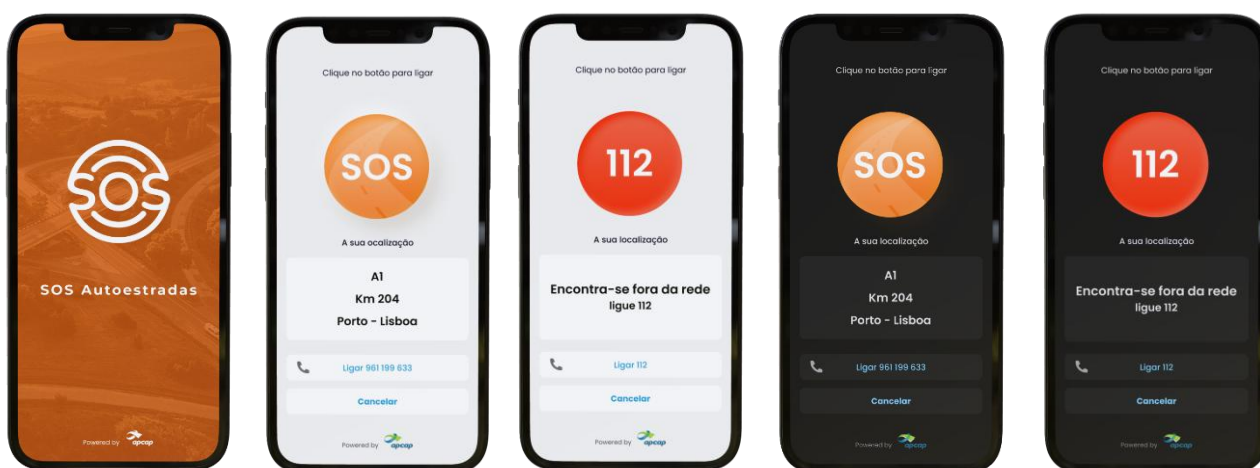 SOS
SOS Autoestradas
Powered by apcap
Clique no botão para ligar
SOS
A sua ocalização
A1
Km 204
Porto - Lisboa
Ligar 961 199 633
Cancelar
Powered by apcap
Clique no botão para ligar
112
A sua localização
Encontra-se fora da rede
ligue 112
Ligar 112
Cancelar
Powered by apcap
Clique no botão para ligar
SOS
A sua localização
A1
Km 204
Porto - Lisboa
Ligar 961 199 633
Cancelar
Powered by apcap
Clique no botão para ligar
112
A sua localização
Encontra-se fora da rede
ligue 112
Ligar 112
Cancelar
Powered by apcap